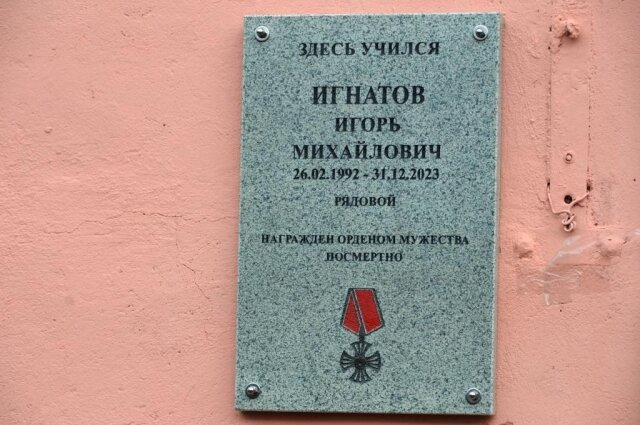 ЗДЕСЬ УЧИЛСЯ
ИГНАТОВ
ИГОРЬ
МИХАЙЛОВИЧ
26.02.1992 - 31.12.2023
РЯДОВОЙ
НАГРАЖДЕН ОРДЕНОМ МУЖЕСТВА
ПОСМЕРТНО